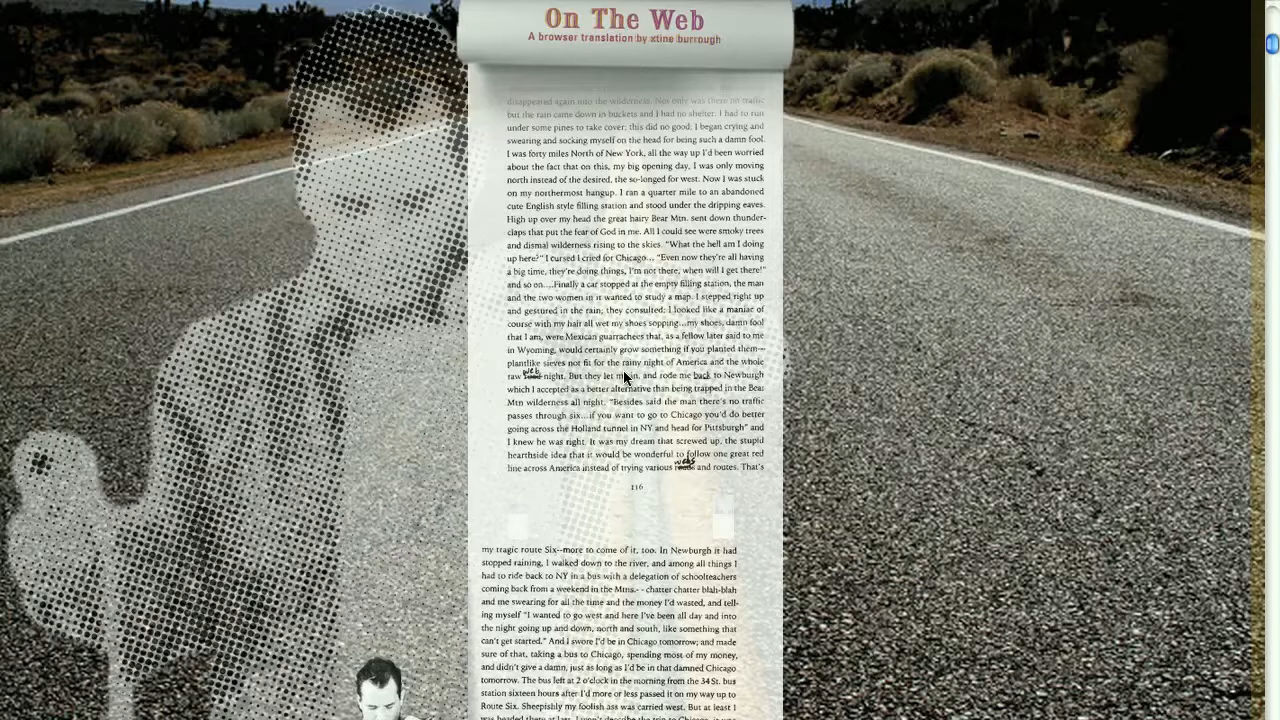 On The Web
A browser translation by xtine burrough
disappeared again into the wilderness. Not only was there no traffic
but the rain came down in buckets and I had no shelter. I had to run
under some pines to take cover; this did no good; I began crying and
swearing and socking myself on the head for being such a damn fool.
I was forty miles North of New York, all the way up I'd been worried
about the fact that on this, my big opening day, I was only moving
north instead of the desired, the so-longed for west. Now I was stuck
on my northermost hangup. I ran a quarter mile to an abandoned
cute English style filling station and stood under the dripping eaves.
High up over my head the great hairy Bear Mtn. sent down thunder-
claps that put the fear of God in me. All I could see were smoky trees
and dismal wilderness rising to the skies. "What the hell am I doing
up here?" I cursed I cried for Chicago... "Even now they're all having
a big time, they're doing things, I'm not there, when will I get there!"
and so on....Finally a car stopped at the empty filling station, the man
and the two women in it wanted to study a map. I stepped right up
and gestured in the rain; they consulted; I looked like a maniac of
course with my hair all wet my shoes sopping...my shoes, damn fool
that I am, were Mexican guarrachees that, as a fellow later said to me
in Wyoming, would certainly grow something if you planted them--
plantlike sieves not fit for the rainy night of America and the whole
raw web night. But they let me in, and rode me back to Newburgh
which I accepted as a better alternative than being trapped in the Bear
Mtn wilderness all night. "Besides said the man there's no traffic
passes through six...if you want to go to Chicago you'd do better
going across the Holland tunnel in NY and head for Pittsburgh" and
I knew he was right. It was my dream that screwed up, the stupid
hearthside idea that it would be wonderful to follow one great red
line across America instead of trying various webs and routes. That's
116
my tragic route Six--more to come of it, too. In Newburgh it had
stopped raining, I walked down to the river, and among all things I
had to ride back to NY in a bus with a delegation of schoolteachers
coming back from a weekend in the Mtns.-- chatter chatter blah-blah
and me swearing for all the time and the money I'd wasted, and tell-
ing myself "I wanted to go west and here I've been all day and into
the night going up and down, north and south, like something that
can't get started." And I swore I'd be in Chicago tomorrow; and made
sure of that, taking a bus to Chicago, spending most of my money,
and didn't give a damn, just as long as I'd be in that damned Chicago
tomorrow. The bus left at 2 o'clock in the morning from the 34 St. bus
station sixteen hours after I'd more or less passed it on my way up to
Route Six. Sheepishly my foolish ass was carried west. But at least I
was headed there at last. I won't describe the trip to Chicago, it was